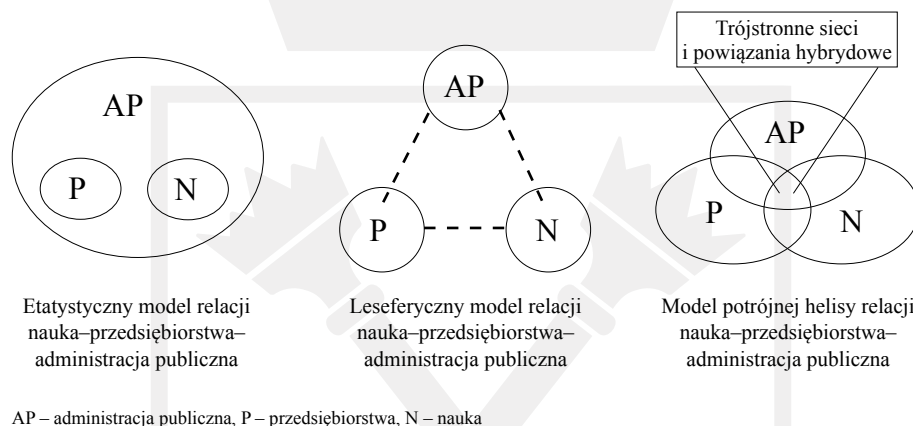 AP
P
N
Etatystyczny model relacji
nauka–przedsiębiorstwa–
administracja publiczna
AP
P
N
Leseferyczny model relacji
nauka–przedsiębiorstwa–
administracja publiczna
Trójstronne sieci
i powiązania hybrydowe
AP
P
N
Model potrójnej helisy relacji
nauka–przedsiębiorstwa–
administracja publiczna
AP – administracja publiczna, P – przedsiębiorstwa, N – nauka